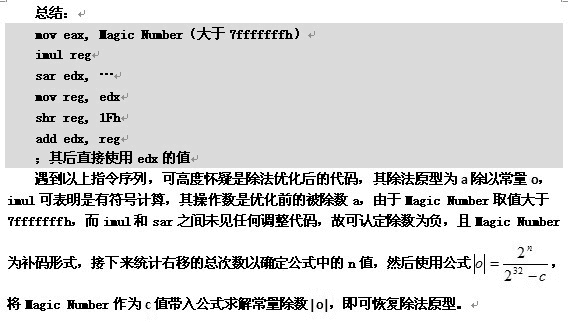 总结：
mov eax, Magic Number（大于 7fffffffh）
imul reg
sar edx, …
mov reg, edx
shr reg, 1Fh
add edx, reg
；其后直接使用 edx 的值
遇到以上指令序列，可高度怀疑是除法优化后的代码，其除法原型为 a 除以常量 o，
imul 可表明是有符号计算，其操作数是优化前的被除数 a，由于 Magic Number 取值大于
7fffffffh，而 imul 和 sar 之间未见任何调整代码，故可认定除数为负，且 Magic Number
为补码形式，接下来统计右移的总次数以确定公式中的 n 值，然后使用公式 |o| = 2^n / (2^32 − c)，
将 Magic Number 作为 c 值带入公式求解常量除数|o|，即可恢复除法原型。